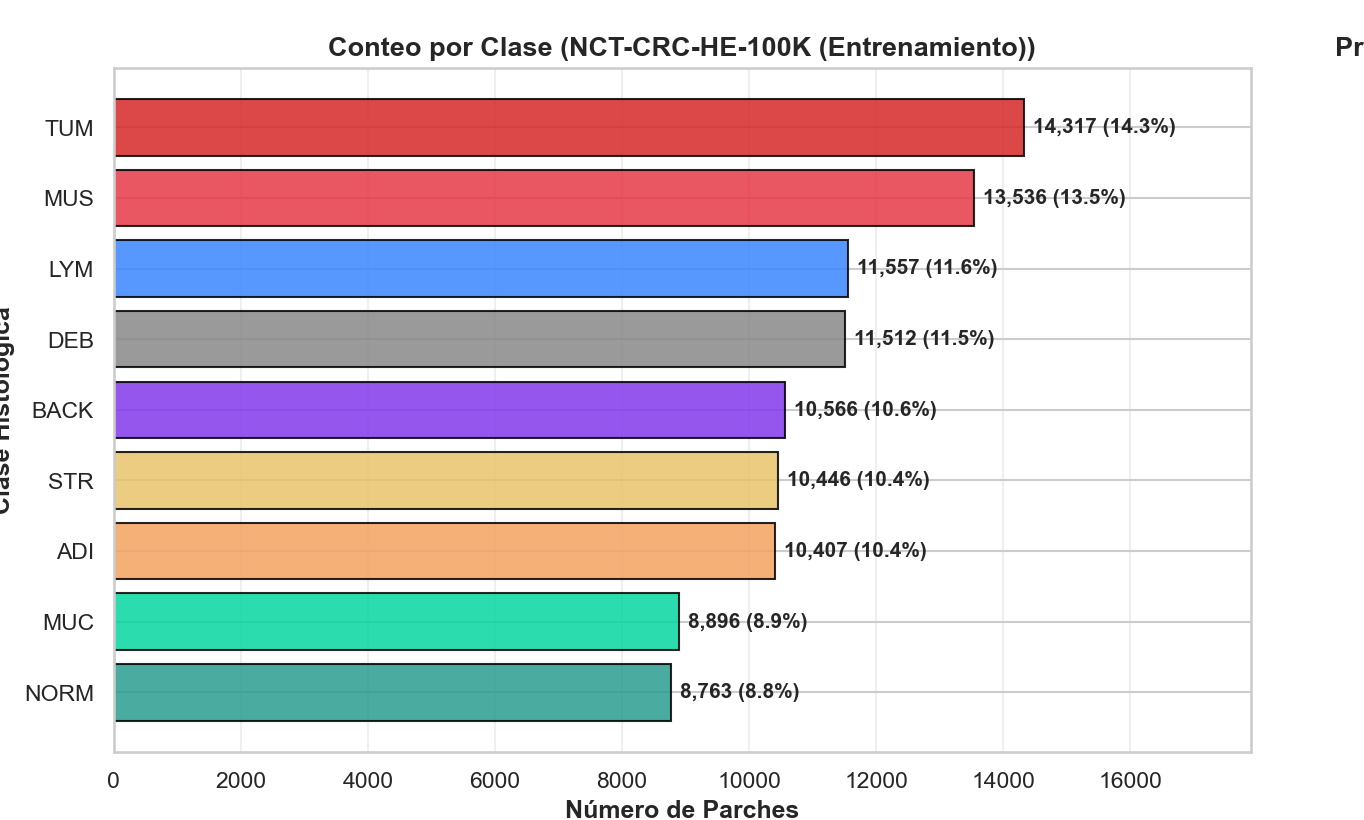 Conteo por Clase (NCT-CRC-HE-100K (Entrenamiento))
Pr
TUM
14,317 (14.3%)
MUS
13,536 (13.5%)
LYM
11,557 (11.6%)
DEB
11,512 (11.5%)
BACK
10,566 (10.6%)
STR
10,446 (10.4%)
ADI
10,407 (10.4%)
MUC
8,896 (8.9%)
NORM
8,763 (8.8%)
Clase Histológica
0 2000 4000 6000 8000 10000 12000 14000 16000
Número de Parches